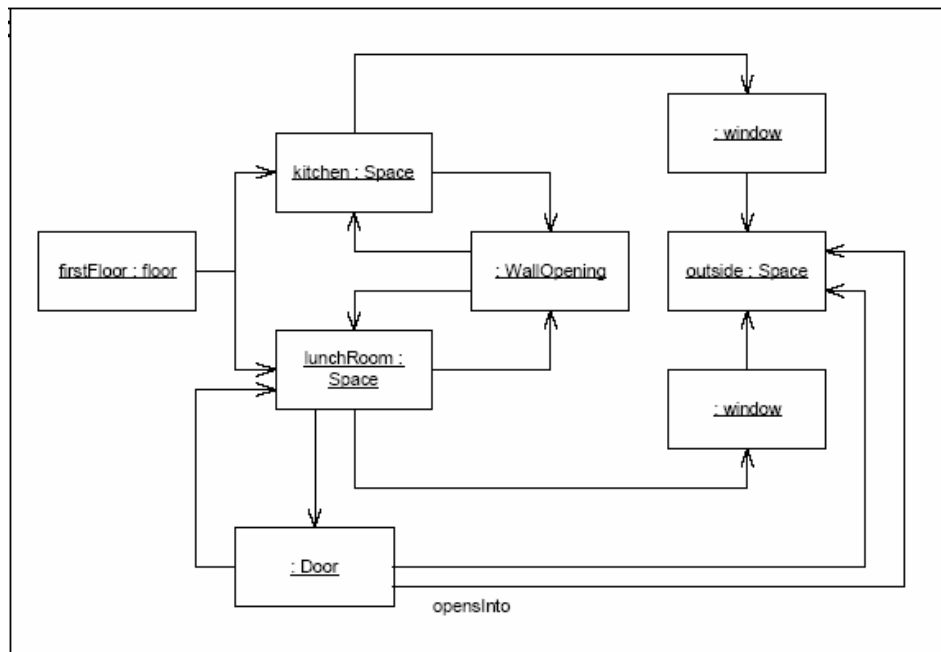 : window
kitchen : Space
firstFloor : floor
: WallOpening
outside : Space
lunchRoom :
Space
: window
: Door
opensInto